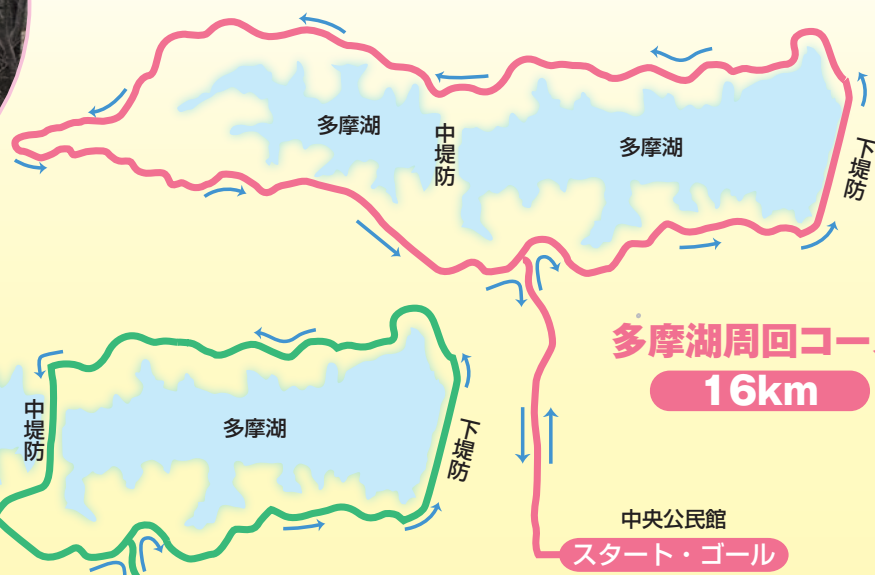 多摩湖
中堤防
多摩湖
下堤防
多摩湖周回コー
16km
中央公民館
スタート・ゴール
中堤防
多摩湖
下堤防